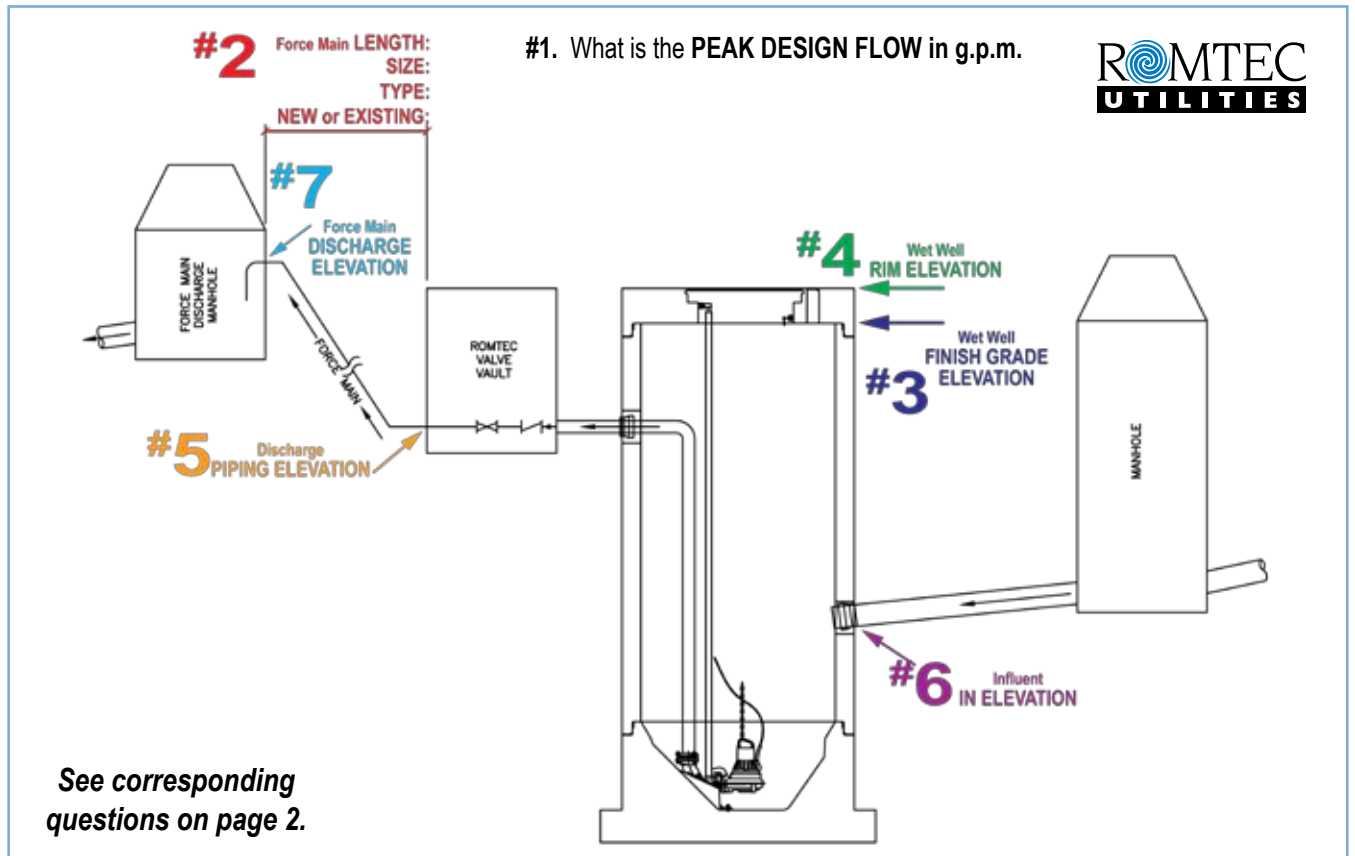 #1. What is the PEAK DESIGN FLOW in g.p.m.
ROMTEC
UTILITIES
#2
Force Main LENGTH:
SIZE:
TYPE:
NEW or EXISTING:
#7
Force Main
DISCHARGE
ELEVATION
FORCE MAIN
DISCHARGE
MANHOLE
FORCE MAIN
ROMTEC
VALVE
VAULT
#5
Discharge
PIPING ELEVATION
#4
Wet Well
RIM ELEVATION
Wet Well
FINISH GRADE
ELEVATION
#3
MANHOLE
#6
Influent
IN ELEVATION
See corresponding
questions on page 2.